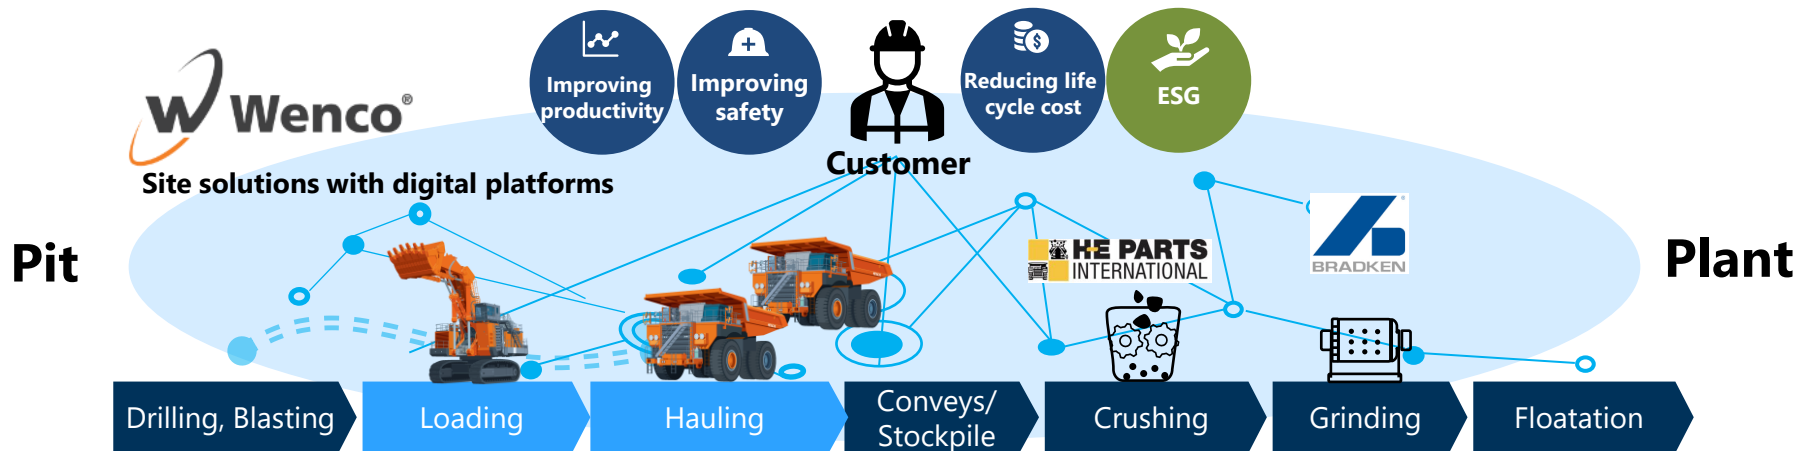 Improving
productivity
Improving
safety
Reducing life
cycle cost
ESG
Wenco®
Customer
Site solutions with digital platforms
Pit
Plant
H-E PARTS
INTERNATIONAL
BRADKEN
Drilling, Blasting
Loading
Hauling
Conveys/
Stockpile
Crushing
Grinding
Floatation